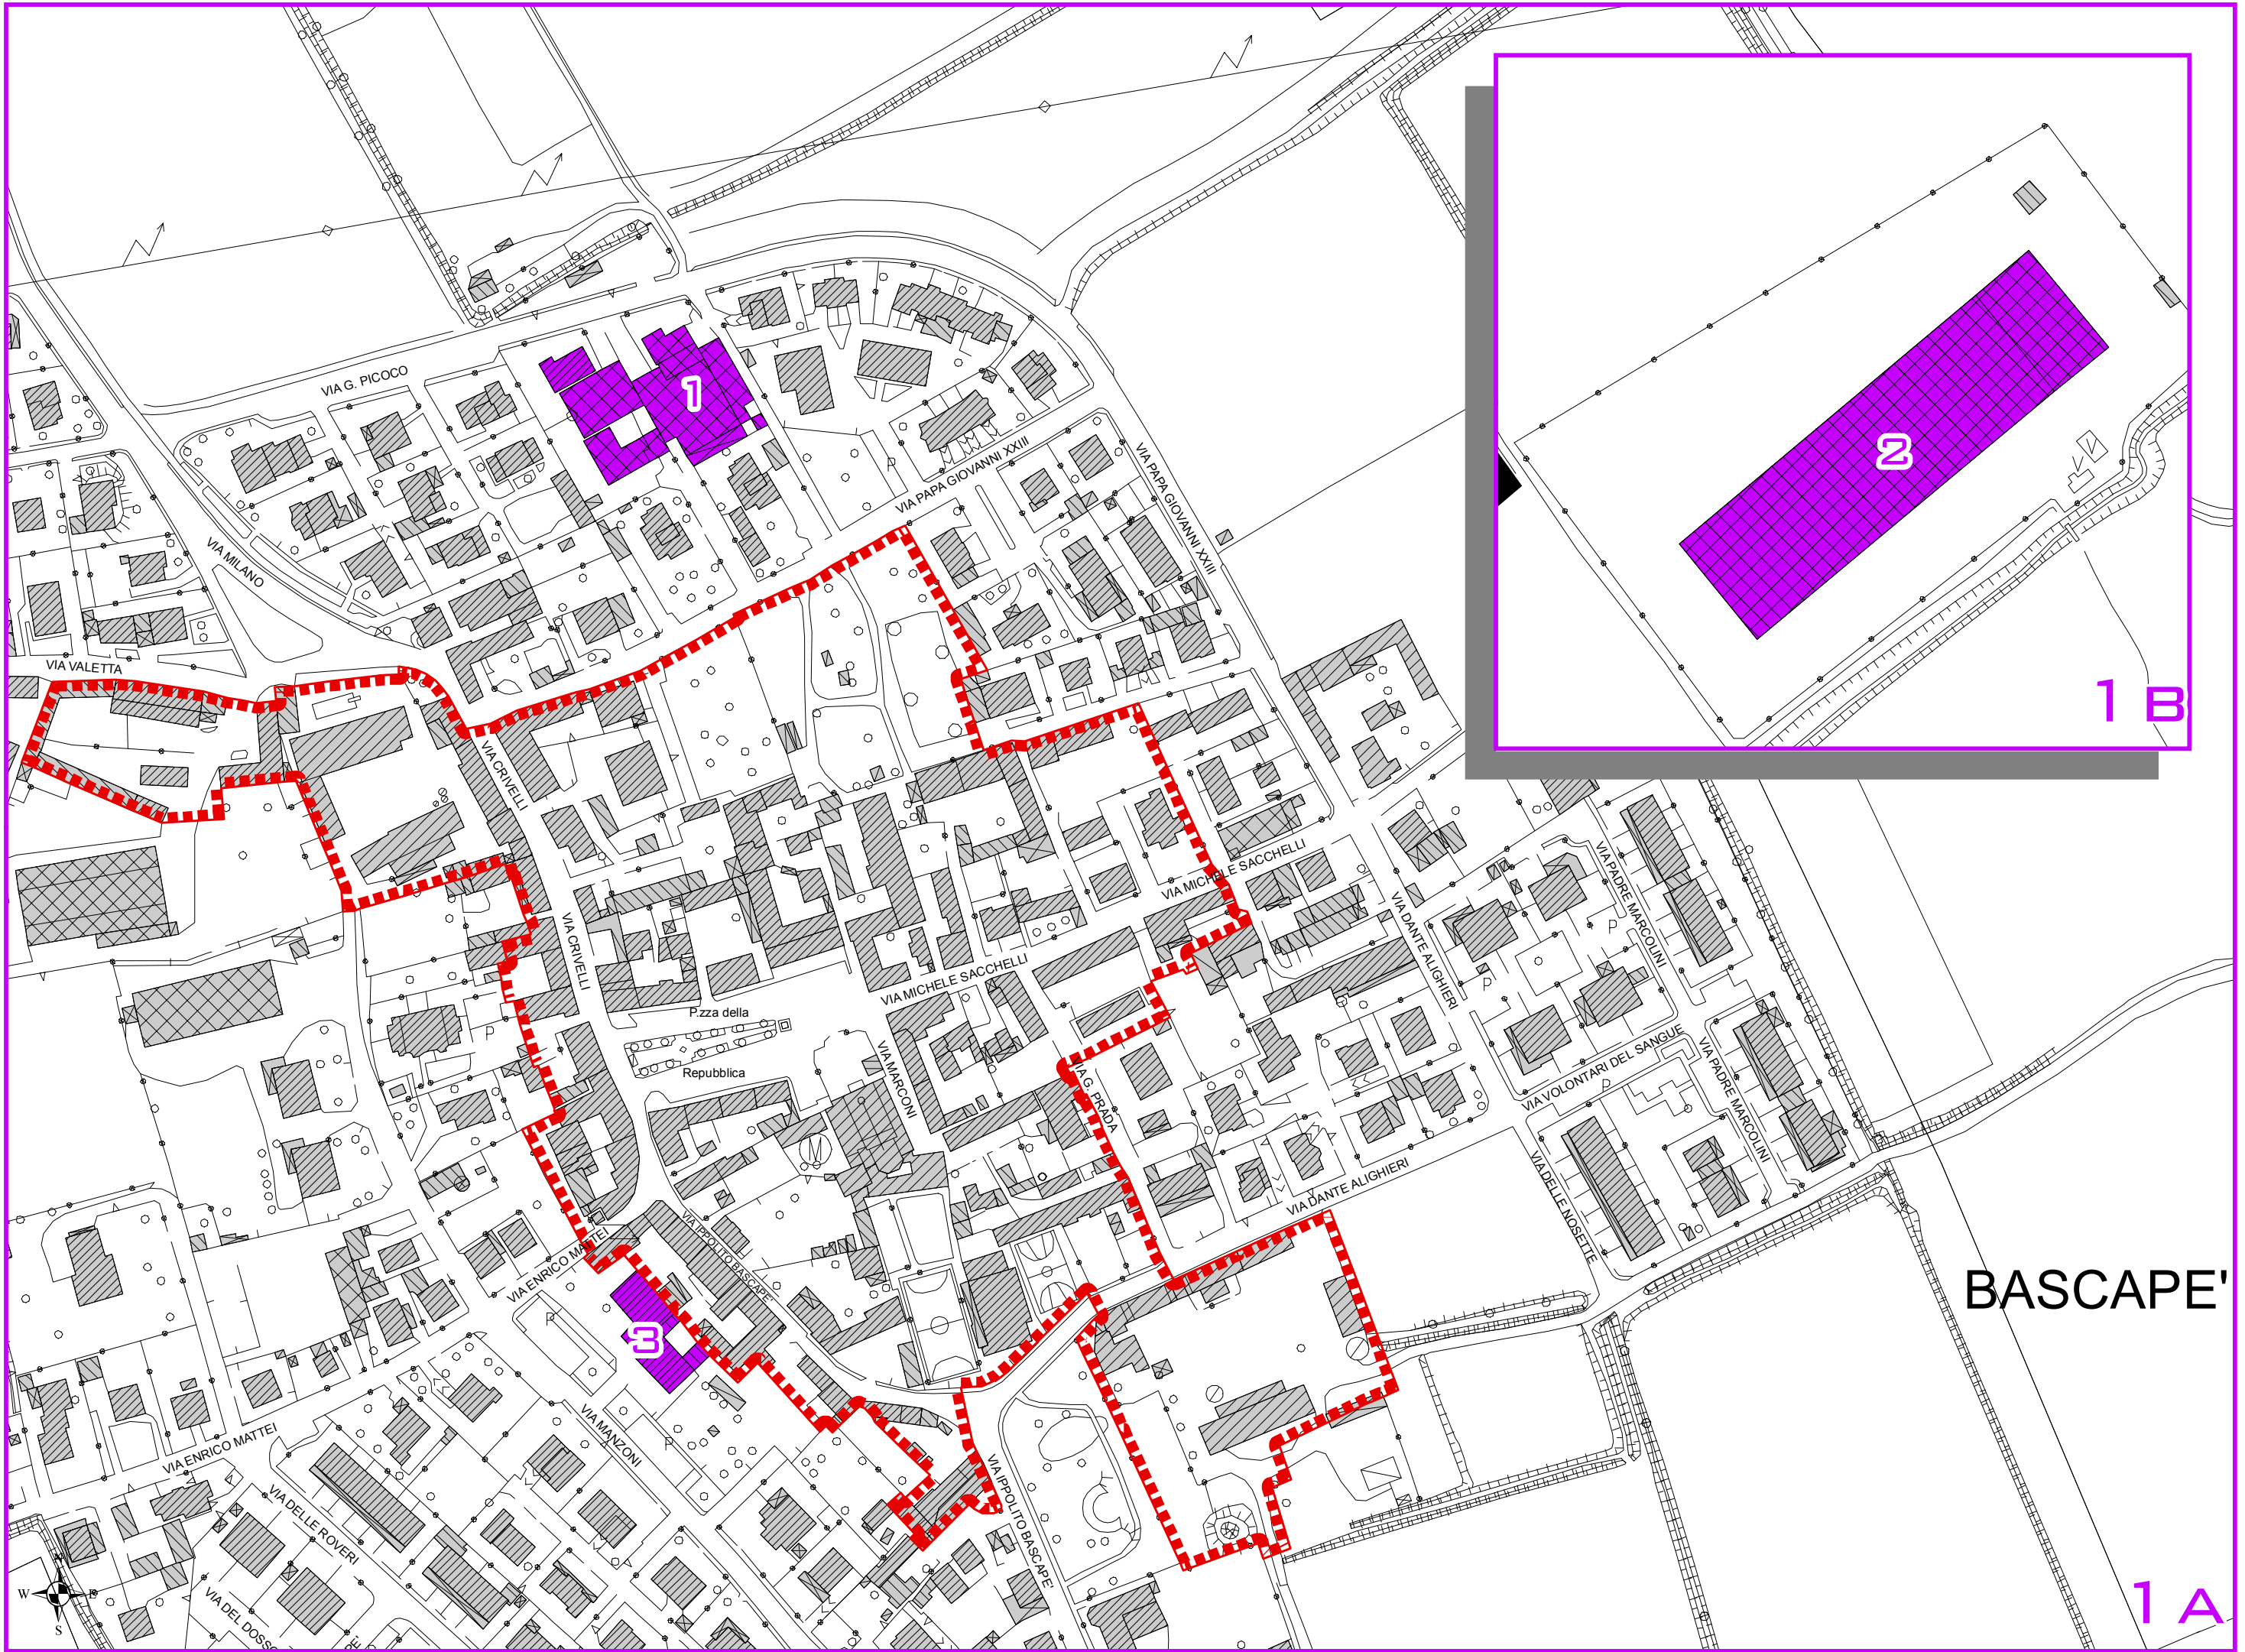 VIA G. PICOCO
1
VIA PAPA GIOVANNI XXIII
VIA PAPA GIOVANNI XXIII
2
1 B
VIA MILANO
VIA VALETTA
VIA CRIVELLI
P
VIA MICHELE SACCHELLI
VIA PADRE MARCOLINI
VIA DANTE ALIGHIERI
VIA CRIVELLI
VIA MICHELE SACCHELLI
P
P
P
P.zza della
Repubblica
VIA MARCONI
VIA G. PRADA
VIA VOLONTARI DEL SANGUE
VIA PADRE MARCOLINI
VIA DANTE ALIGHIERI
VIA DELLE NOSETTE
VIA IPPOLITO BASCAPE'
VIA ENRICO MATTEI
BASCAPE'
P
3
VIA MANZONI
P
VIA ENRICO MATTEI
VIA DELLE ROVERI
VIA IPPOLITO BASCAPE'
VIA DEL DOSSO
W
E
S
1 A